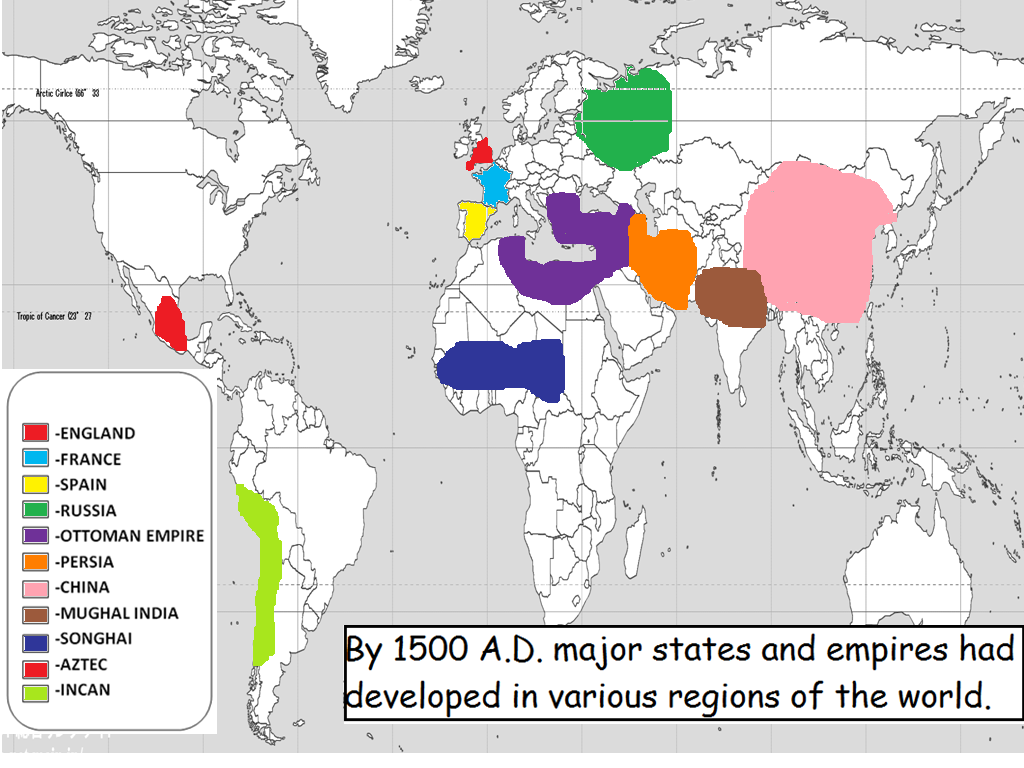 Arctic Cirlce (66° 33
Tropic of Cancer (23° 27
-ENGLAND
-FRANCE
-SPAIN
-RUSSIA
-OTTOMAN EMPIRE
-PERSIA
-CHINA
-MUGHAL INDIA
-SONGHAI
-AZTEC
-INCAN
By 1500 A.D. major states and empires had
developed in various regions of the world.